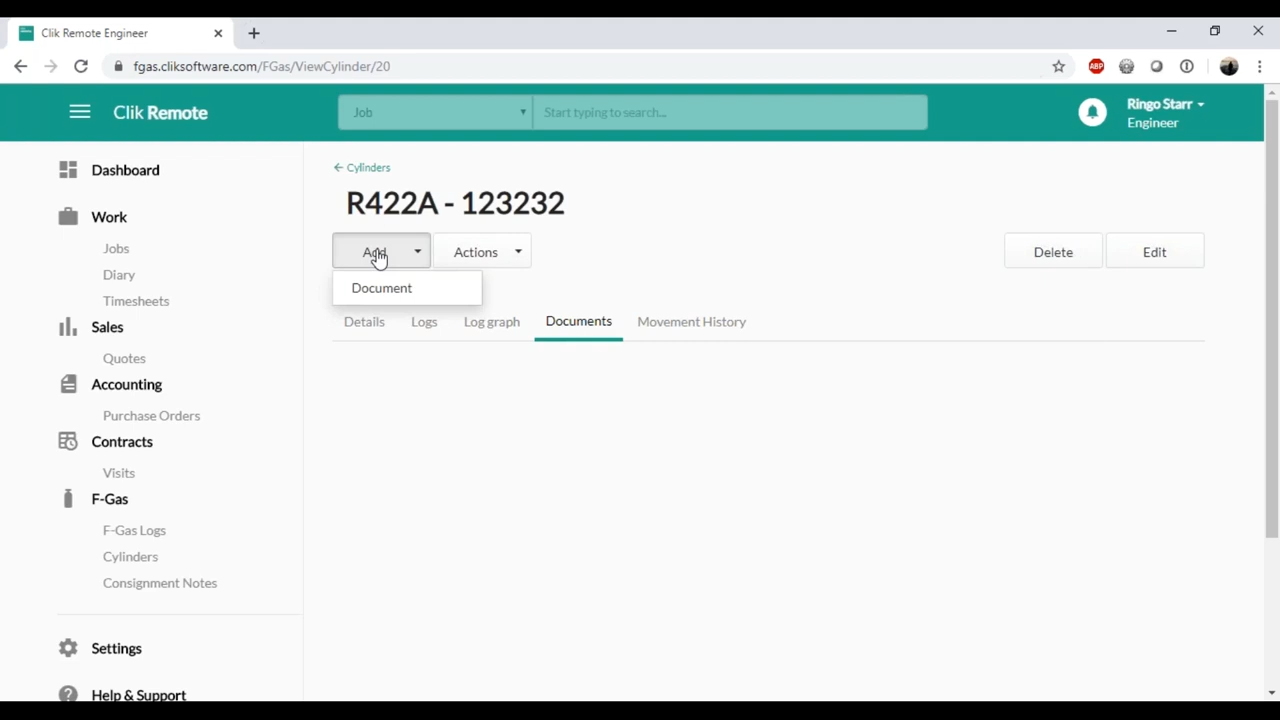 Clik Remote Engineer
fgas.cliksoftware.com/FGas/ViewCylinder/20
ABP
Clik Remote
Job
Start typing to search...
Ringo Starr
Engineer
Dashboard
Work
Jobs
Diary
Timesheets
Sales
Quotes
Accounting
Purchase Orders
Contracts
Visits
F-Gas
F-Gas Logs
Cylinders
Consignment Notes
Settings
Help & Support
← Cylinders
R422A - 123232
Add
Actions
Delete
Edit
Document
Details
Logs
Log graph
Documents
Movement History